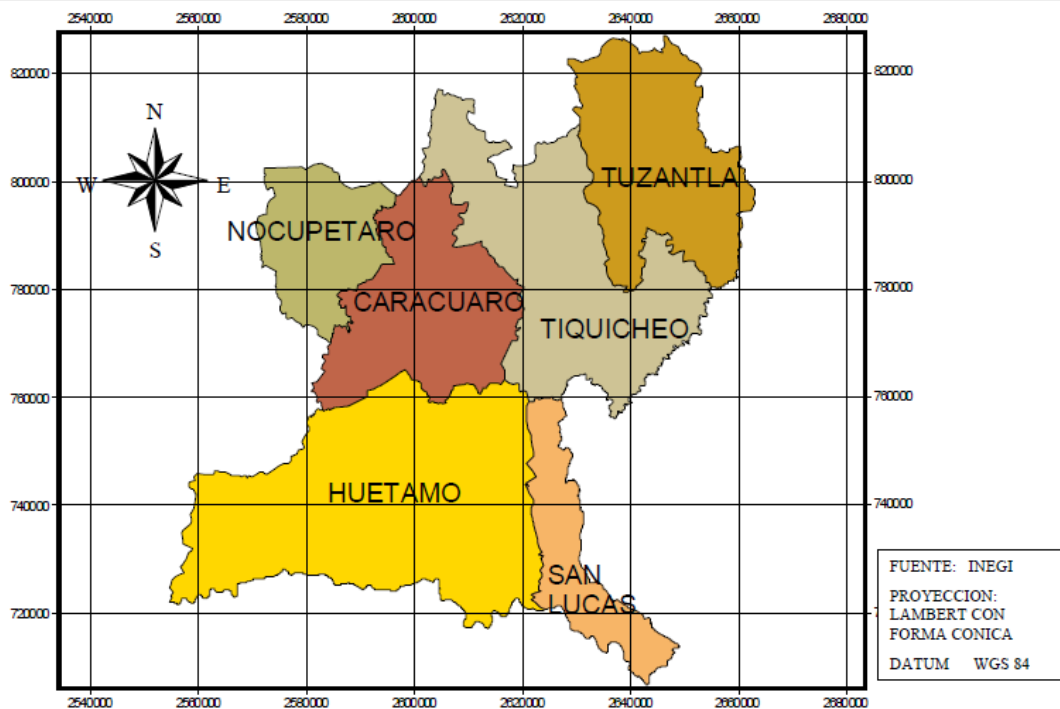 2540000 2560000 2580000 2600000 2620000 2640000 2660000 2680000
820000 820000
N
W E
S
800000 800000
TUZANTLA
NOCUPETARO
780000 780000
CARACUARO
TIQUICHEO
760000 760000
HUETAMO
740000 740000
SAN
LUCAS
720000
FUENTE: INEGI
PROYECCION:
LAMBERT CON
FORMA CONICA
DATUM WGS 84
2540000 2560000 2580000 2600000 2620000 2640000 2660000 2680000